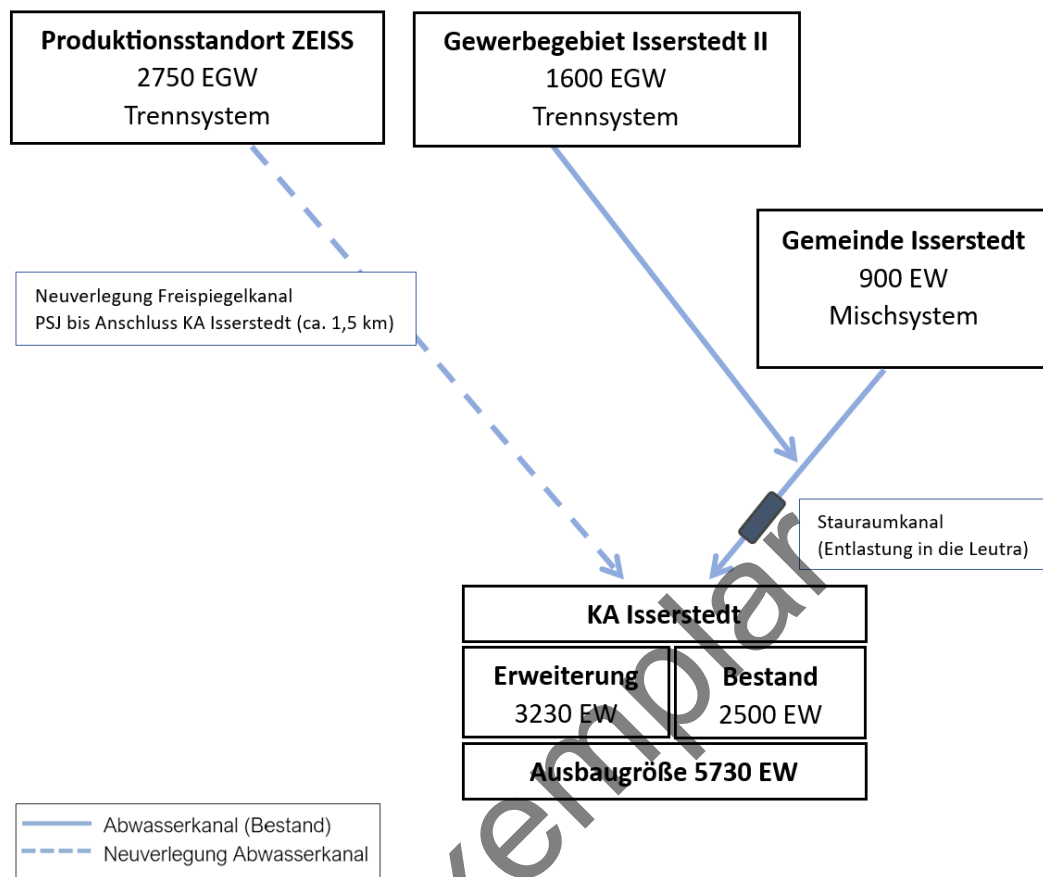 Produktionsstandort ZEISS
2750 EGW
Trennsystem
Gewerbegebiet Isserstedt II
1600 EGW
Trennsystem
Gemeinde Isserstedt
900 EW
Mischsystem
Neuverlegung Freispiegelkanal
PSJ bis Anschluss KA Isserstedt (ca. 1,5 km)
Stauraumkanal
(Entlastung in die Leutra)
KA Isserstedt
Erweiterung
3230 EW
Bestand
2500 EW
Ausbaugröße 5730 EW
Abwasserkanal (Bestand)
Neuverlegung Abwasserkanal
xemplar